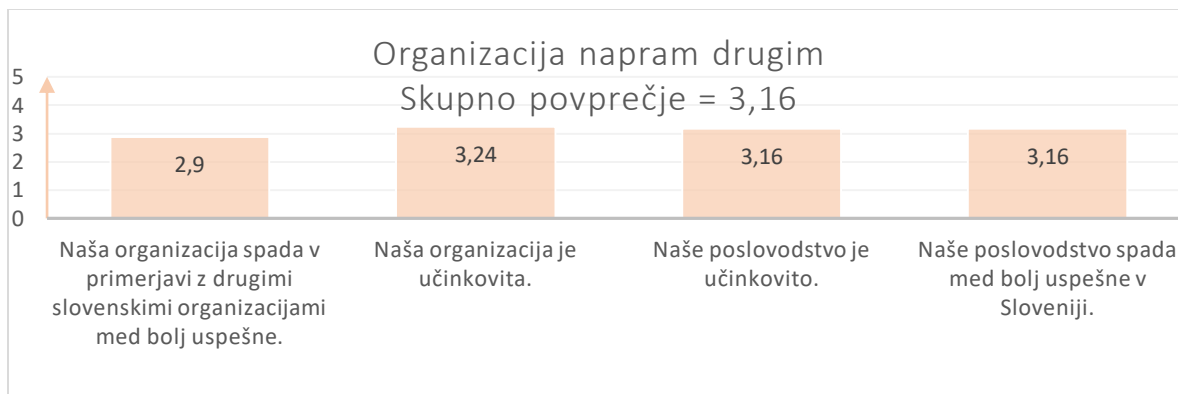 Organizacija napram drugim
Skupno povprečje = 3,16
5
4
3
2
1
0
2,9
3,24
3,16
3,16
Naša organizacija spada v
primerjavi z drugimi
slovenskimi organizacijami
med bolj uspešne.
Naša organizacija je
učinkovita.
Naše poslovodstvo je
učinkovito.
Naše poslovodstvo spada
med bolj uspešne v
Sloveniji.